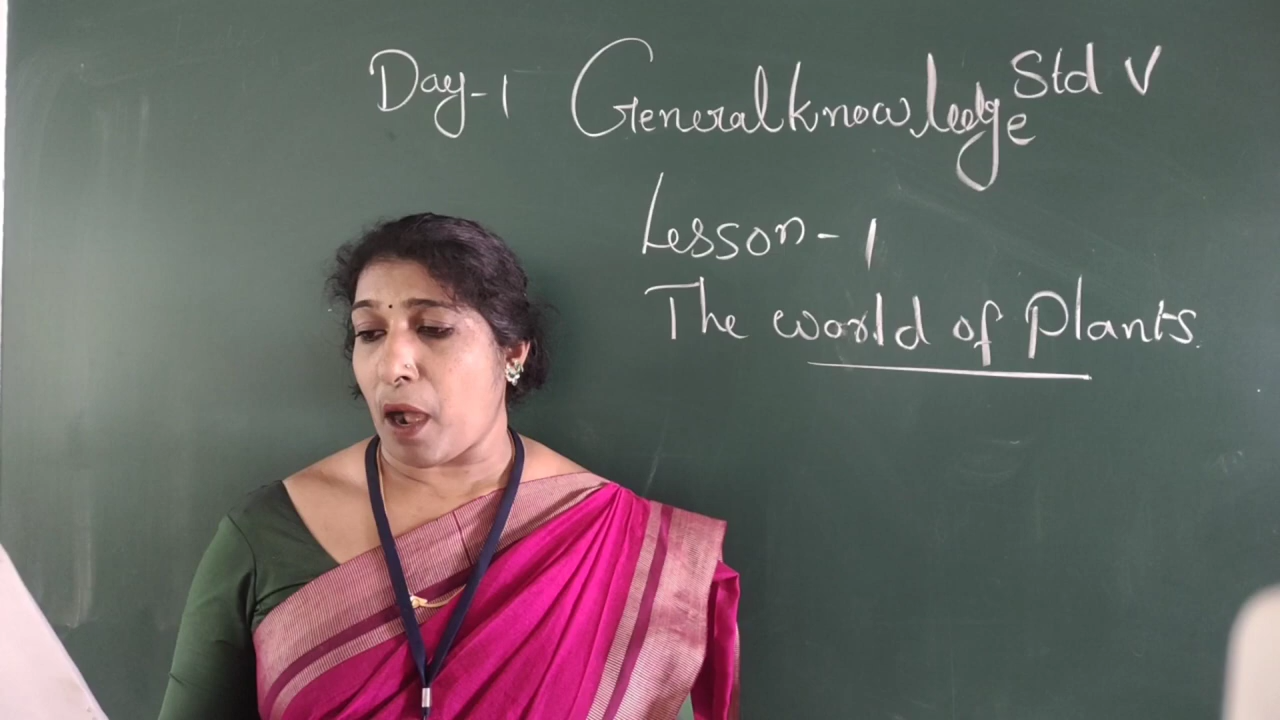 Day-1 Generalknowledge Std V
Lesson-1
The world of Plants.